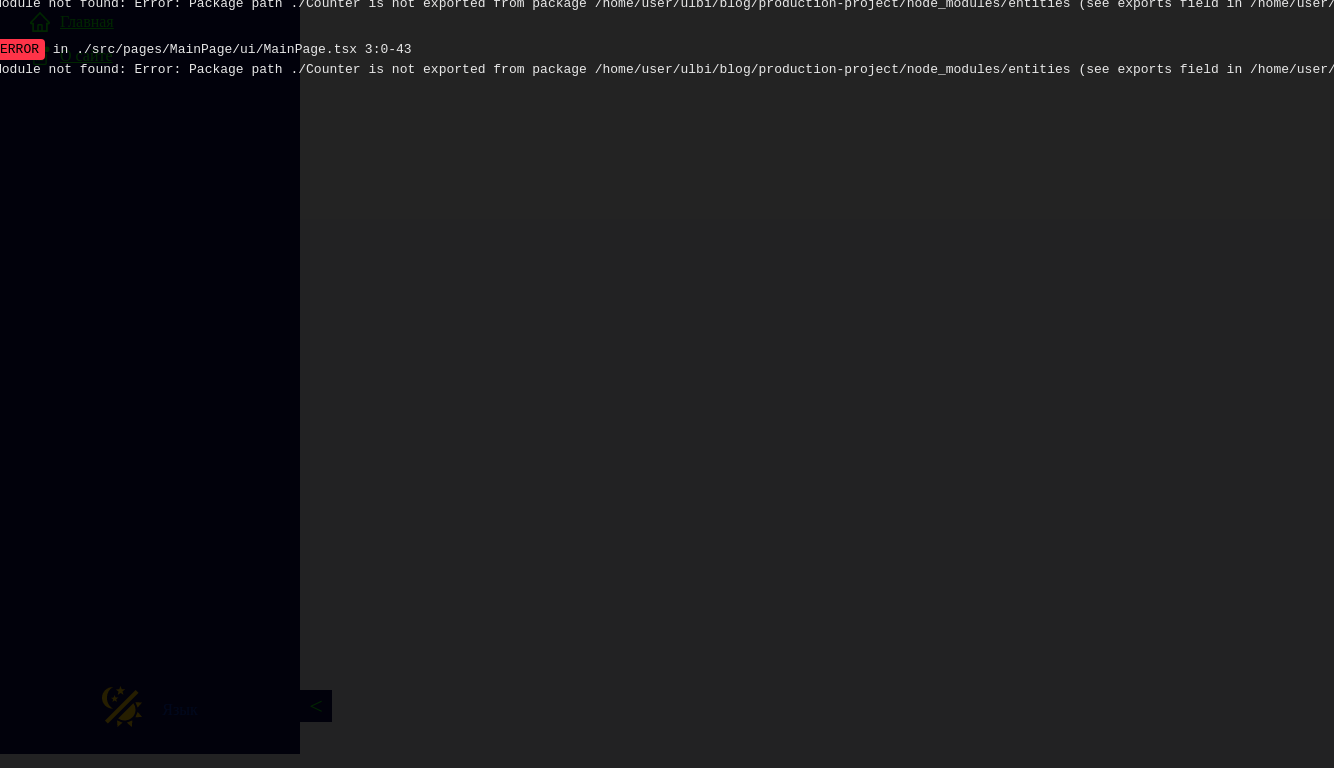 Module not found: Error: Package path ./Counter is not exported from package /home/user/ulbi/blog/production-project/node_modules/entities (see exports field in /home/user/
Главная
ERROR in ./src/pages/MainPage/ui/MainPage.tsx 3:0-43
Module not found: Error: Package path ./Counter is not exported from package /home/user/ulbi/blog/production-project/node_modules/entities (see exports field in /home/user/
Язык
<